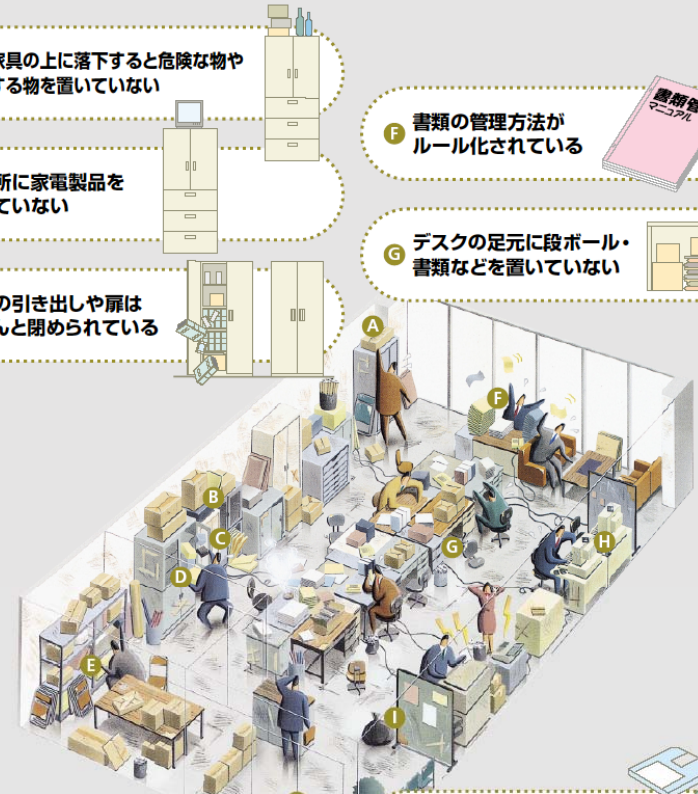 家具の上に落下すると危険な物や
する物を置いていない
所に家電製品を
ていない
の引き出しや扉は
んと閉められている
F 書類の管理方法が
ルール化されている
書類管
マニュアル
G デスクの足元に段ボール・
書類などを置いていない
A
F
B
C
G
H
D
E
I